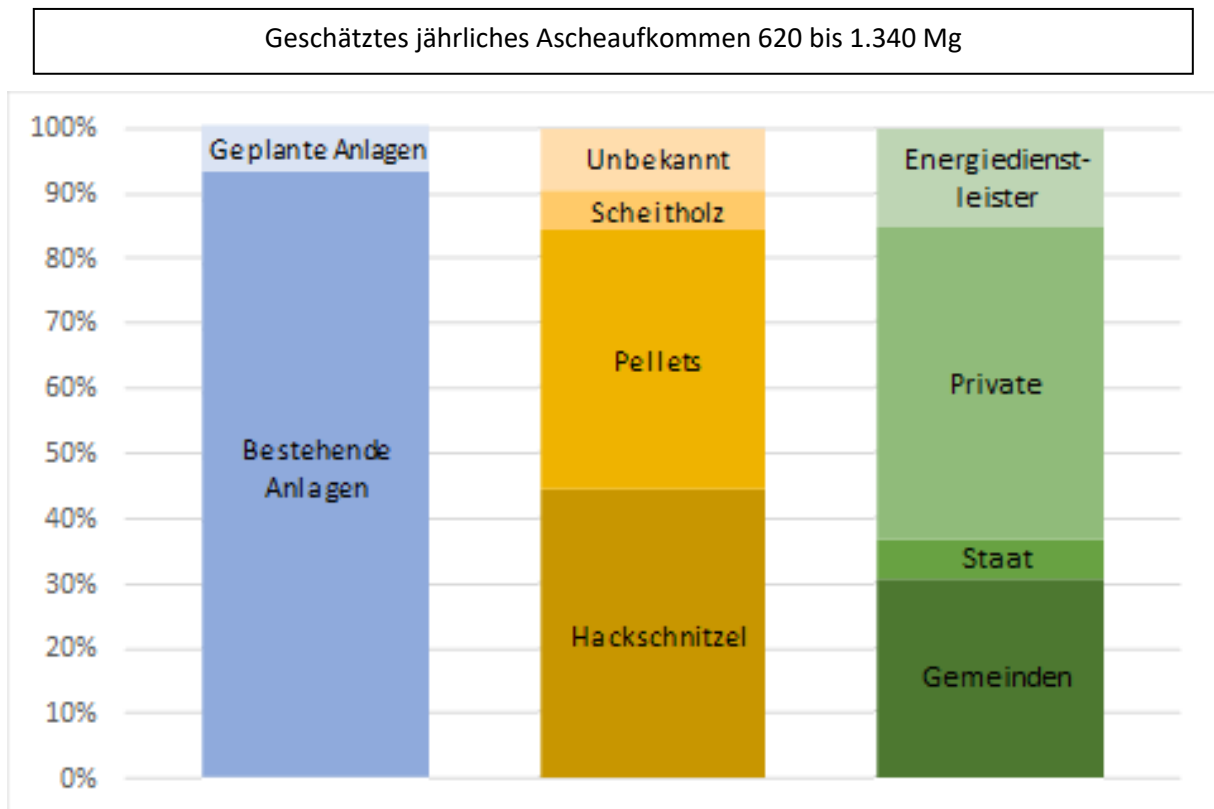 Geschätztes jährliches Ascheaufkommen 620 bis 1.340 Mg
100%
90%
80%
70%
60%
50%
40%
30%
20%
10%
0%
Geplante Anlagen
Bestehende
Anlagen
Unbekannt
Scheitholz
Pellets
Hackschnitzel
Energiedienst-
leister
Private
Staat
Gemeinden